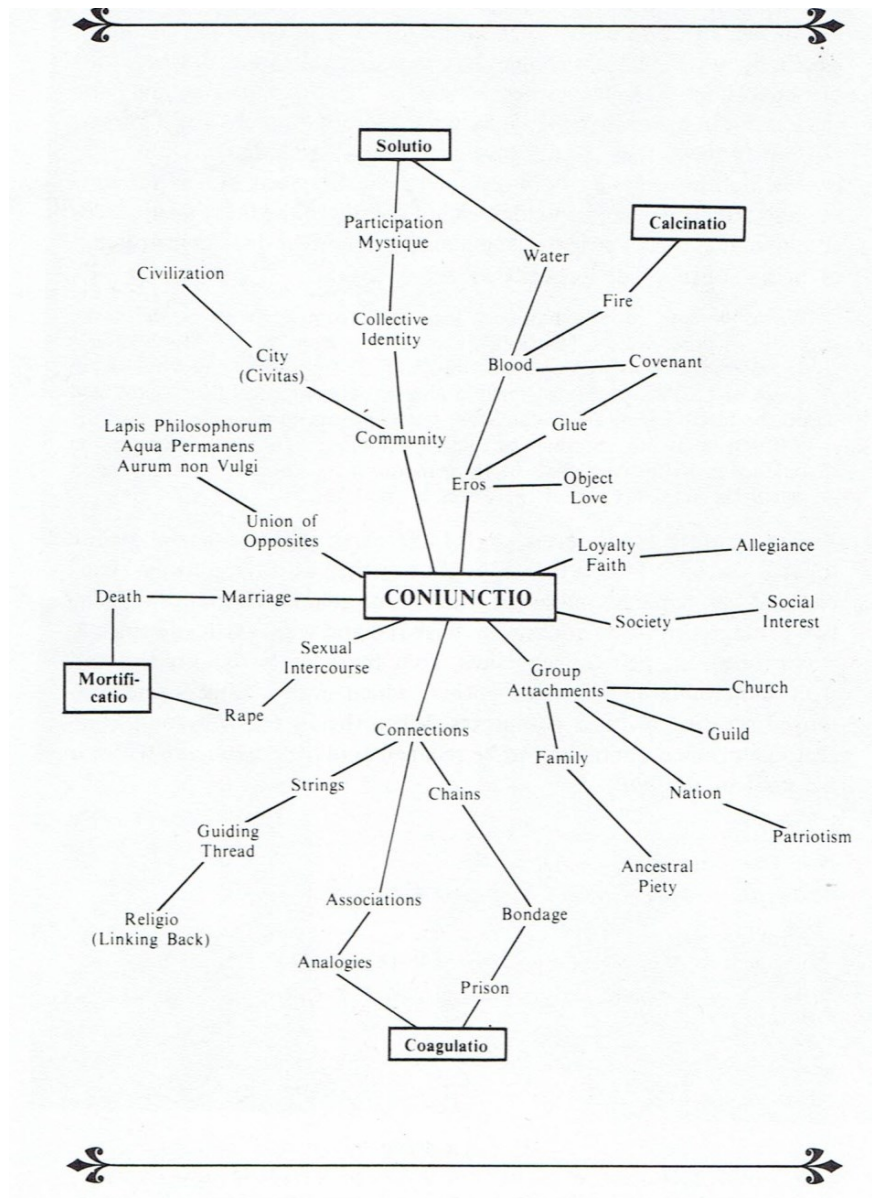 Solutio
Participation
Mystique
Calcinatio
Water
Civilization
Fire
Collective
Identity
City
(Civitas)
Blood
Covenant
Lapis Philosophorum
Aqua Permanens
Aurum non Vulgi
Community
Glue
Eros
Object
Love
Union of
Opposites
Loyalty
Faith
Allegiance
Death
Marriage
CONIUNCTIO
Society
Social
Interest
Sexual
Intercourse
Mortifi-
catio
Rape
Group
Attachments
Church
Connections
Guild
Family
Strings
Chains
Nation
Guiding
Thread
Patriotism
Ancestral
Piety
Associations
Religio
(Linking Back)
Bondage
Analogies
Prison
Coagulatio